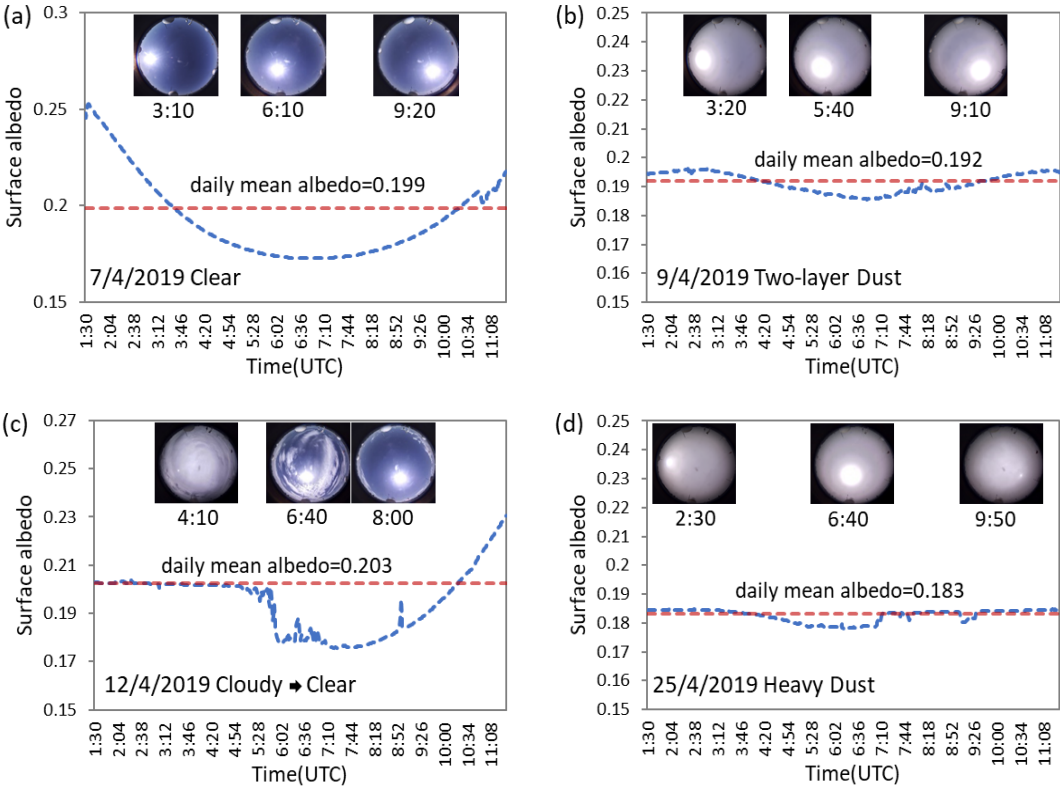 (a)
0.3
0.25
0.2
0.15
Surface albedo
3:10
6:10
9:20
daily mean albedo=0.199
7/4/2019 Clear
1:30 2:04 2:38 3:12 3:46 4:20 4:54 5:28 6:02 6:36 7:10 7:44 8:18 8:52 9:26 10:00 10:34 11:08
Time(UTC)
(b)
0.25
0.24
0.23
0.22
0.21
0.2
0.19
0.18
0.17
0.16
0.15
Surface albedo
3:20
5:40
9:10
daily mean albedo=0.192
9/4/2019 Two-layer Dust
1:30 2:04 2:38 3:12 3:46 4:20 4:54 5:28 6:02 6:36 7:10 7:44 8:18 8:52 9:26 10:00 10:34 11:08
Time(UTC)
(c)
0.27
0.25
0.23
0.21
0.19
0.17
0.15
Surface albedo
4:10
6:40
8:00
daily mean albedo=0.203
12/4/2019 Cloudy ➡ Clear
1:30 2:04 2:38 3:12 3:46 4:20 4:54 5:28 6:02 6:36 7:10 7:44 8:18 8:52 9:26 10:00 10:34 11:08
Time(UTC)
(d)
0.25
0.24
0.23
0.22
0.21
0.2
0.19
0.18
0.17
0.16
0.15
Surface albedo
2:30
6:40
9:50
daily mean albedo=0.183
25/4/2019 Heavy Dust
1:30 2:04 2:38 3:12 3:46 4:20 4:54 5:28 6:02 6:36 7:10 7:44 8:18 8:52 9:26 10:00 10:34 11:08
Time(UTC)